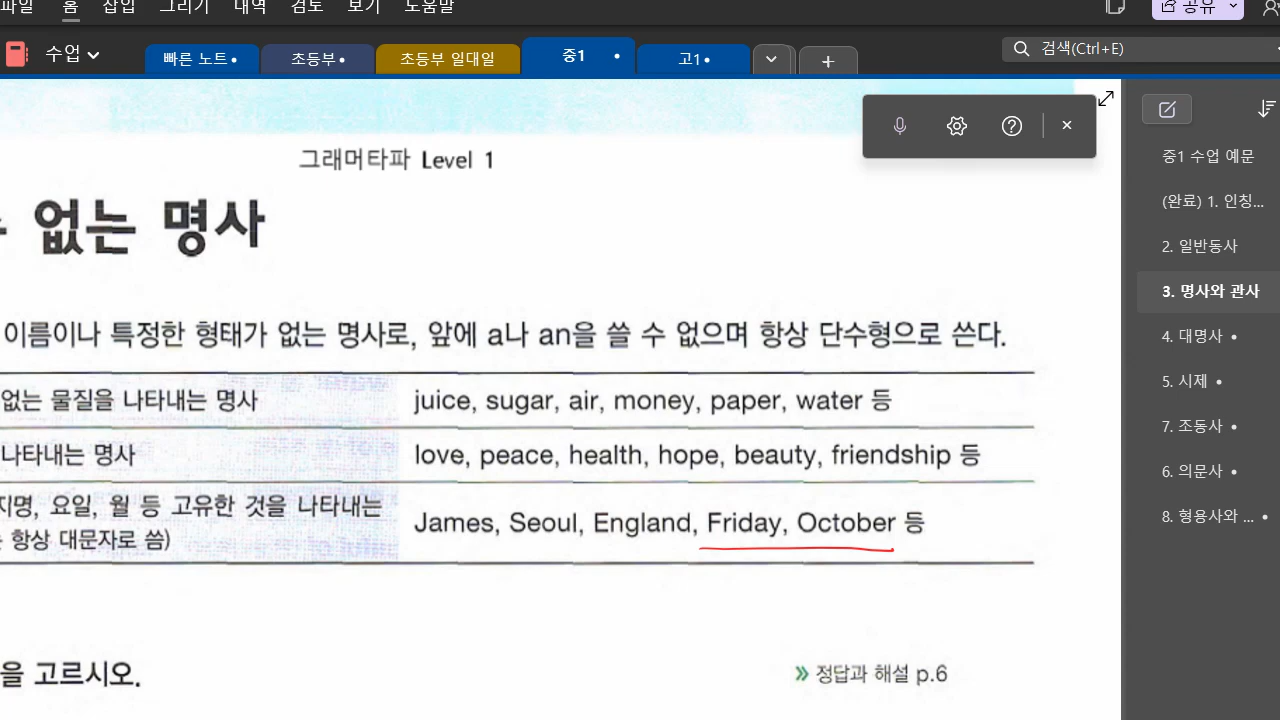 파일 홈 삽입 그리기 대역 검토 보기 도움말 공유
수업 빠른 노트 초등부 초등부 일대일 중1 고1 검색(Ctrl+E)
그래머타파 Level 1
없는 명사
이름이나 특정한 형태가 없는 명사로, 앞에 a나 an을 쓸 수 없으며 항상 단수형으로 쓴다.
없는 물질을 나타내는 명사 juice, sugar, air, money, paper, water 등
나타내는 명사 love, peace, health, hope, beauty, friendship 등
지명, 요일, 월 등 고유한 것을 나타내는
항상 대문자로 씀)
James, Seoul, England, Friday, October 등
을 고르시오.
» 정답과 해설 p.6
중1 수업 예문
(완료) 1. 인칭...
2. 일반동사
3. 명사와 관사
4. 대명사
5. 시제
7. 조동사
6. 의문사
8. 형용사와 ...